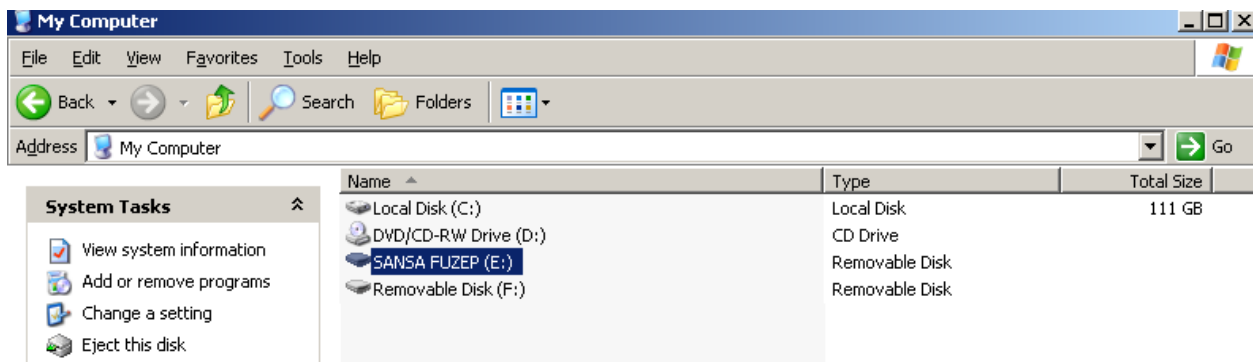 My Computer
File Edit View Favorites Tools Help
Back Search Folders
Address My Computer Go
Name Type Total Size
System Tasks
Local Disk (C:) Local Disk 111 GB
DVD/CD-RW Drive (D:) CD Drive
View system information
SANSA FUZEP (E:) Removable Disk
Add or remove programs
Removable Disk (F:) Removable Disk
Change a setting
Eject this disk